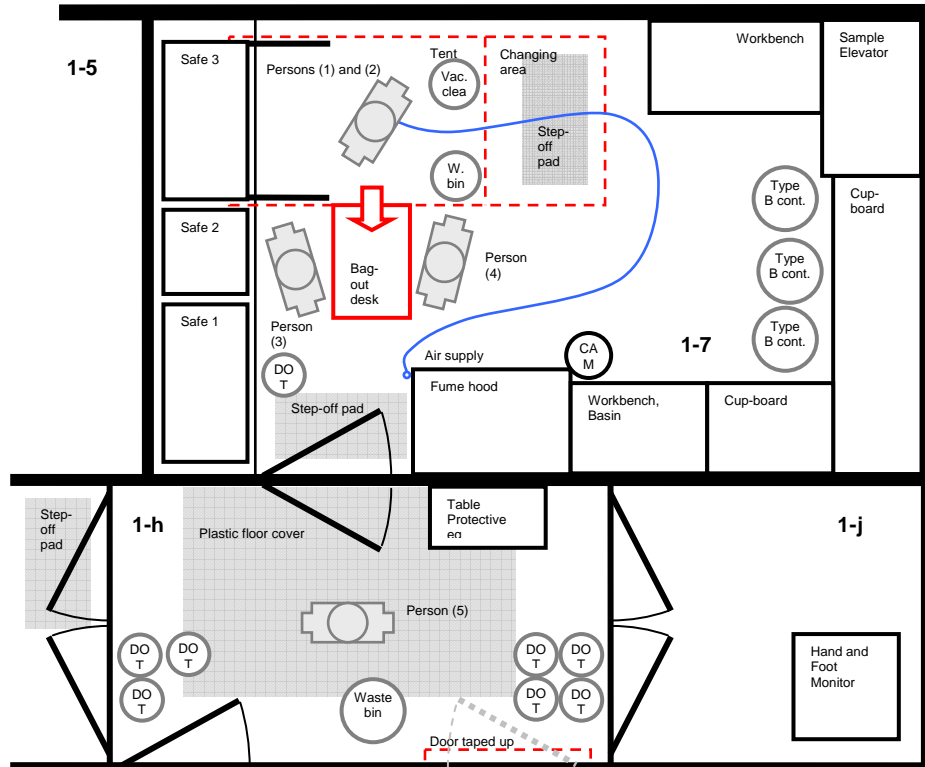 1-5
Safe 3
Persons (1) and (2)
Tent
Vac.
clea
Changing
area
Step-
off
pad
Workbench
Sample
Elevator
W.
bin
Type
B cont.
Cup-
board
Safe 2
Bag-
out
desk
Person
(4)
Type
B cont.
Safe 1
Person
(3)
Type
B cont.
DO
T
Air supply
CA
M
1-7
Step-off pad
Fume hood
Workbench,
Basin
Cup-board
Step-
off
pad
1-h
Plastic floor cover
Table
Protective
eq
1-j
Person (5)
DO
T
DO
T
DO
T
DO
T
DO
T
DO
T
DO
T
Waste
bin
Hand and
Foot
Monitor
Door taped up